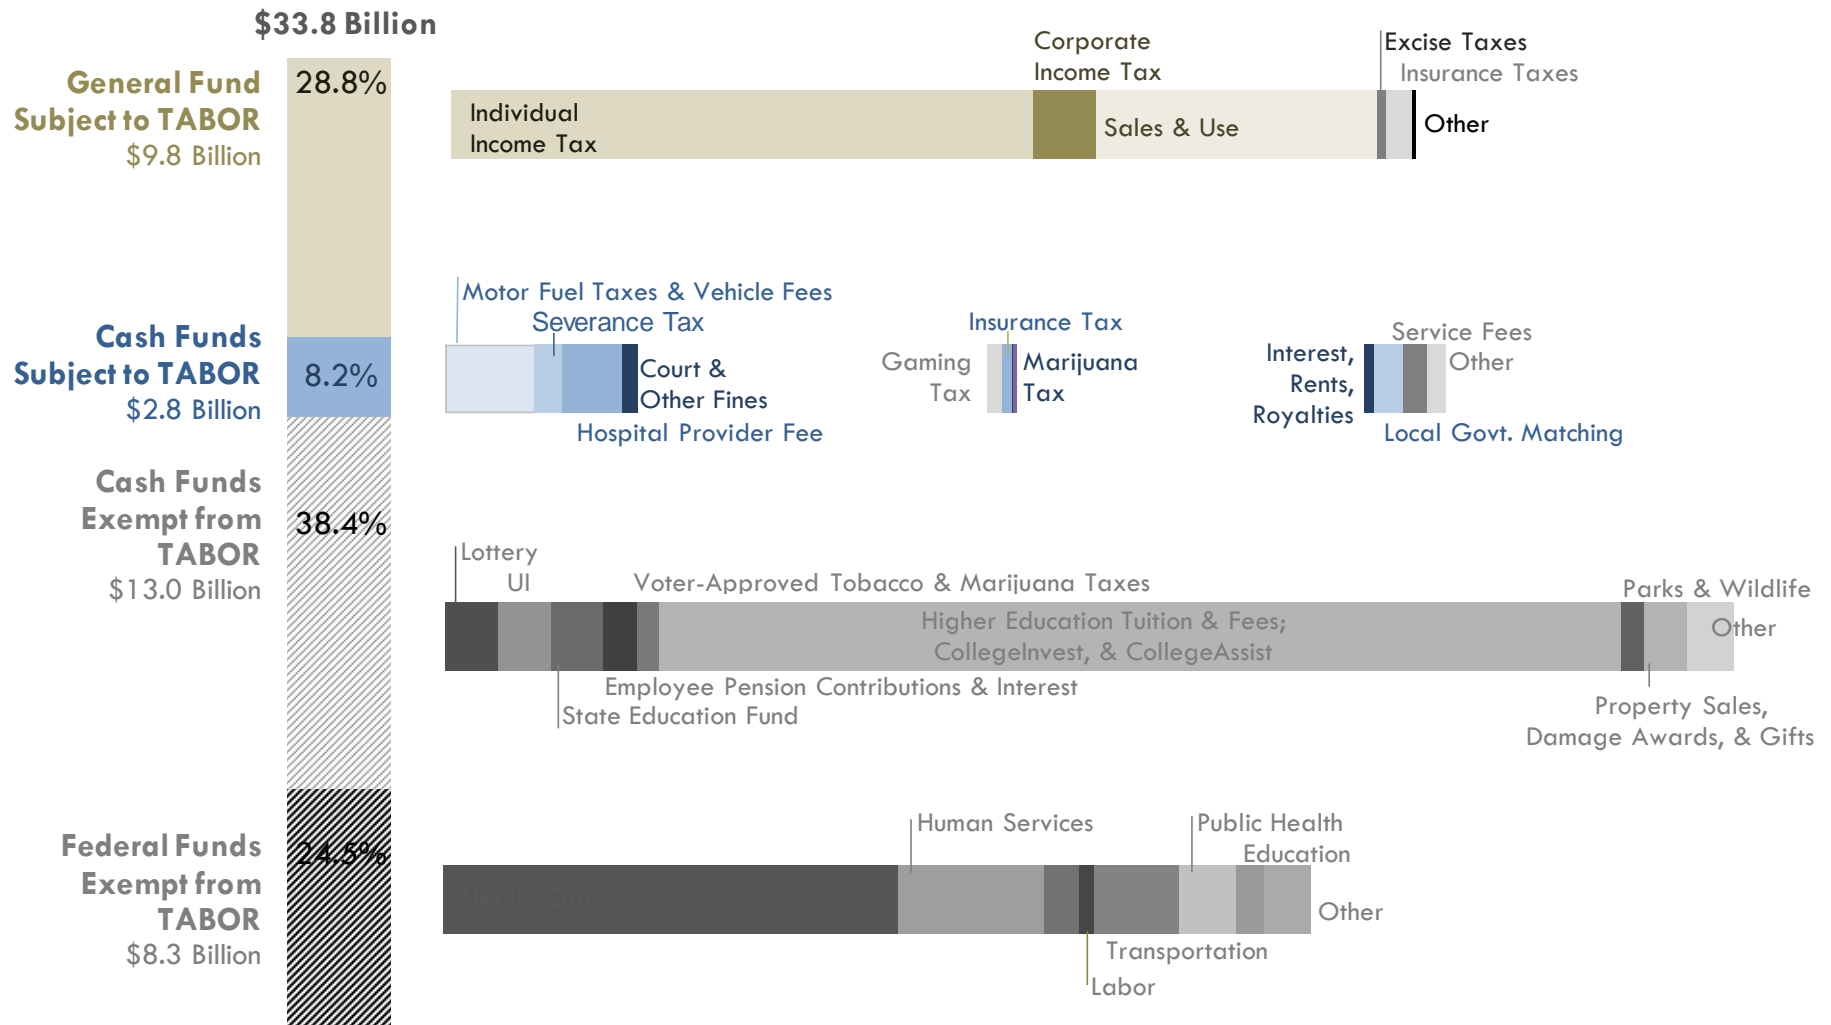 $33.8 Billion
General Fund
Subject to TABOR
$9.8 Billion
28.8%
Individual
Income Tax
Corporate
Income Tax
Sales & Use
Excise Taxes
Insurance Taxes
Other
Cash Funds
Subject to TABOR
$2.8 Billion
8.2%
Motor Fuel Taxes & Vehicle Fees
Severance Tax
Court &
Other Fines
Hospital Provider Fee
Insurance Tax
Gaming
Tax
Marijuana
Tax
Interest,
Rents,
Royalties
Service Fees
Other
Local Govt. Matching
Cash Funds
Exempt from
TABOR
$13.0 Billion
38.4%
Lottery
UI
Voter-Approved Tobacco & Marijuana Taxes
Higher Education Tuition & Fees;
CollegeInvest, & CollegeAssist
Parks & Wildlife
Other
Employee Pension Contributions & Interest
State Education Fund
Property Sales,
Damage Awards, & Gifts
Federal Funds
Exempt from
TABOR
$8.3 Billion
24.5%
Health Care
Human Services
Public Health
Education
Other
Transportation
Labor